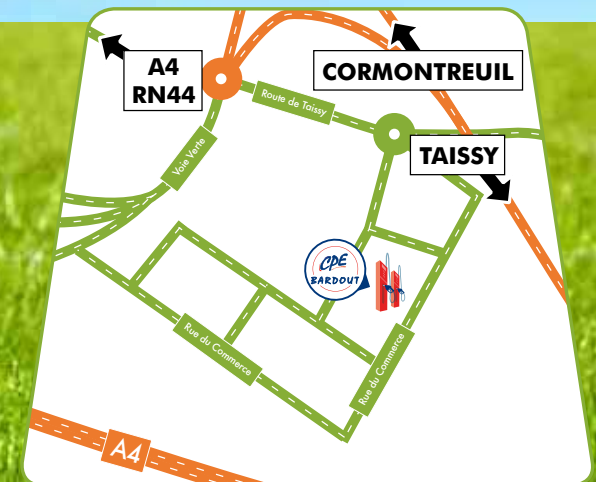 A4
RN44
CORMONTREUIL
Route de Taissy
TAISSY
Voie Verte
CPE
BARDOUT
Rue du Commerce
Rue du Commerce
A4